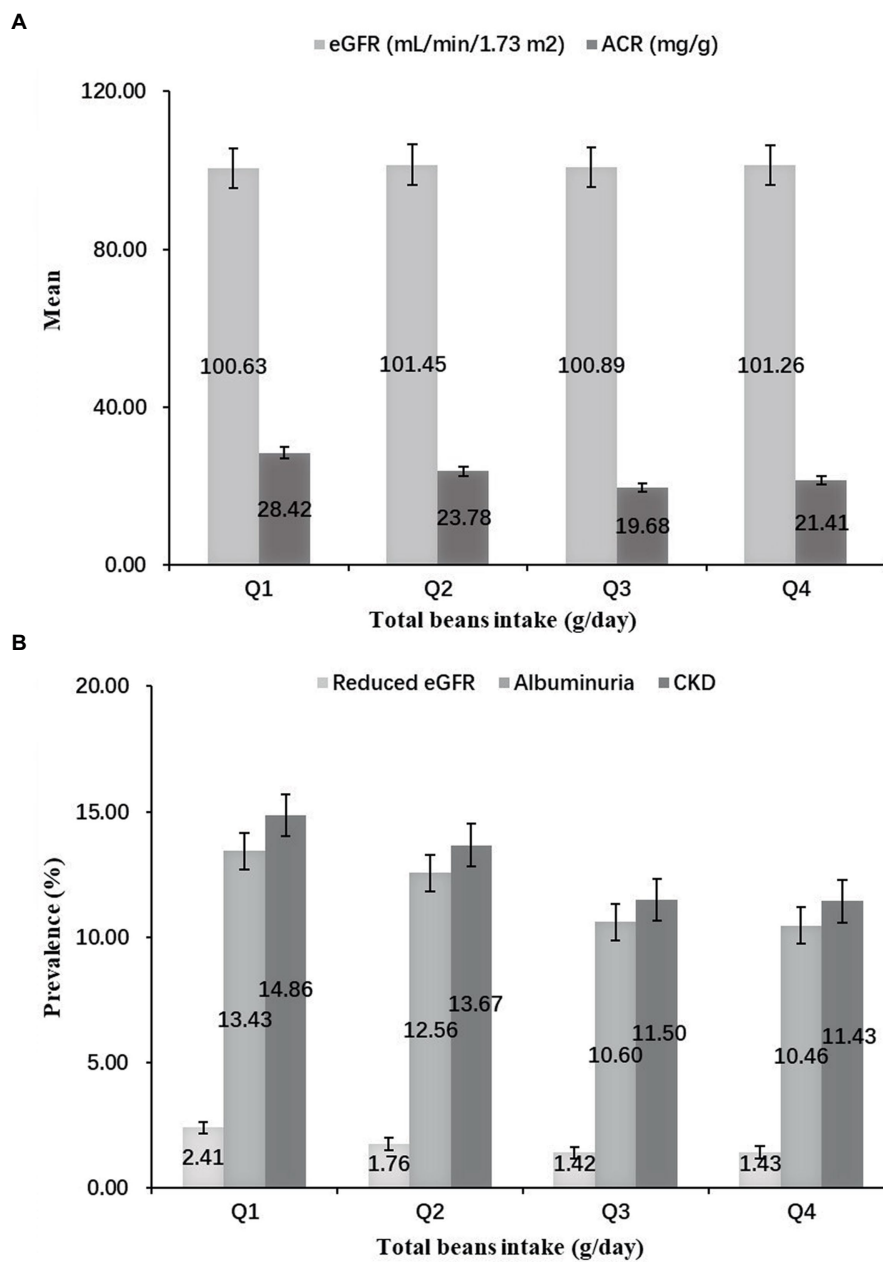 A
eGFR (mL/min/1.73 m2) ACR (mg/g)
120.00
80.00
40.00
0.00
Mean
100.63 101.45 100.89 101.26
28.42 23.78 19.68 21.41
Q1 Q2 Q3 Q4
Total beans intake (g/day)
B
Reduced eGFR Albuminuria CKD
20.00
15.00
10.00
5.00
0.00
Prevalence (%)
2.41 13.43 14.86
1.76 12.56 13.67
1.42 10.60 11.50
1.43 10.46 11.43
Q1 Q2 Q3 Q4
Total beans intake (g/day)